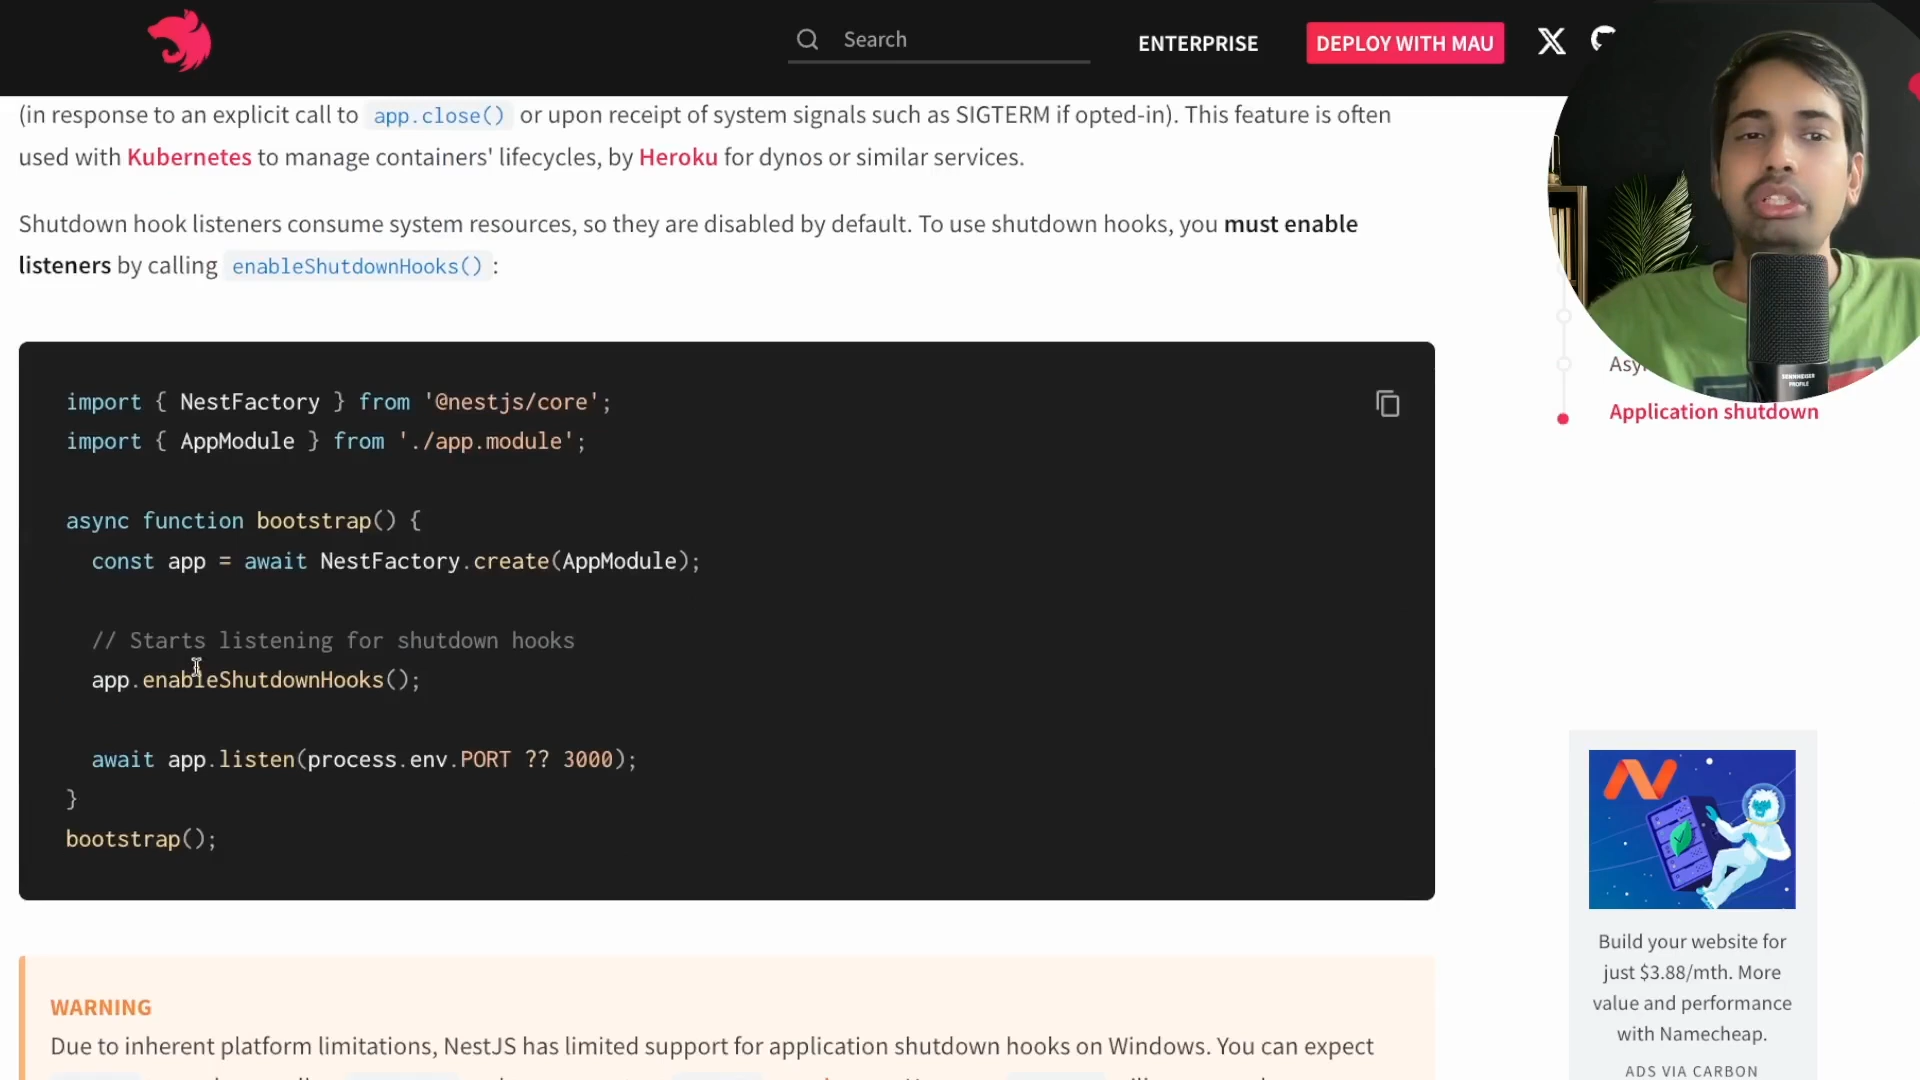 Search
ENTERPRISE
DEPLOY WITH MAU
(in response to an explicit call to app.close() or upon receipt of system signals such as SIGTERM if opted-in). This feature is often
used with Kubernetes to manage containers' lifecycles, by Heroku for dynos or similar services.
Shutdown hook listeners consume system resources, so they are disabled by default. To use shutdown hooks, you must enable
listeners by calling enableShutdownHooks() :
import { NestFactory } from '@nestjs/core';
import { AppModule } from './app.module';
async function bootstrap() {
const app = await NestFactory.create(AppModule);
// Starts listening for shutdown hooks
app.enableShutdownHooks();
await app.listen(process.env.PORT ?? 3000);
}
bootstrap();
WARNING
Due to inherent platform limitations, NestJS has limited support for application shutdown hooks on Windows. You can expect
Application shutdown
SENNHEISER
PROFILE
Build your website for
just $3.88/mth. More
value and performance
with Namecheap.
ADS VIA CARBON